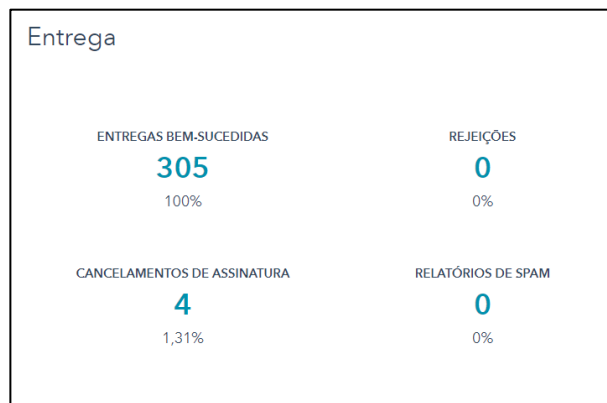 Entrega
ENTREGAS BEM-SUCEDIDAS
305
100%
REJEIÇÕES
0
0%
CANCELAMENTOS DE ASSINATURA
4
1,31%
RELATÓRIOS DE SPAM
0
0%